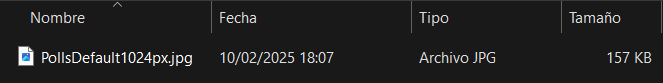 Nombre Fecha Tipo Tamaño
PollsDefault1024px.jpg 10/02/2025 18:07 Archivo JPG 157 KB